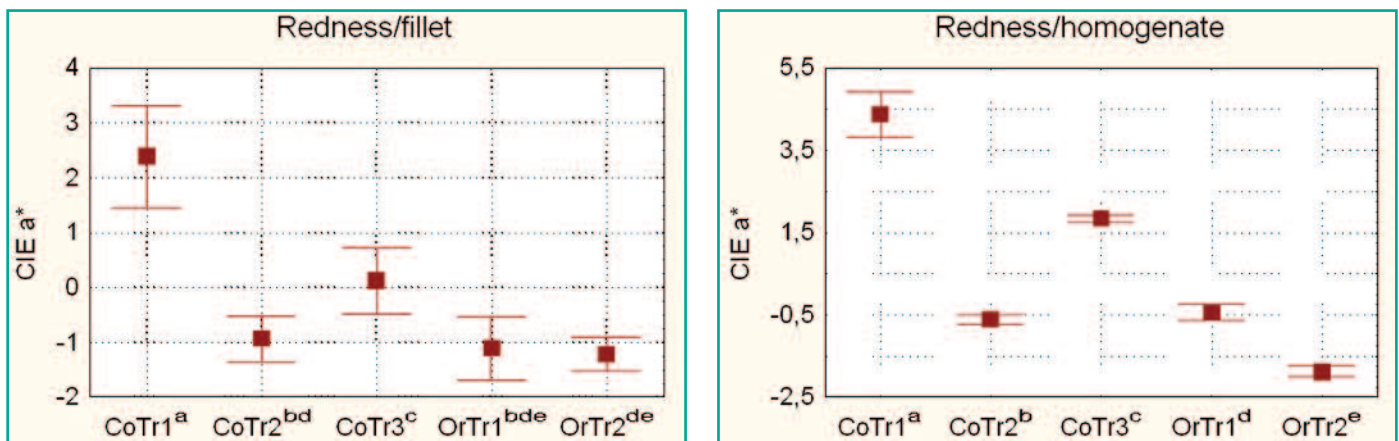 Redness/fillet
CIE a*
4
3
2
1
0
-1
-2
CoTr1ᵃ CoTr2ᵇᵈ CoTr3ᶜ OrTr1ᵇᵈᵉ OrTr2ᵈᵉ
Redness/homogenate
CIE a*
5,5
3,5
1,5
-0,5
-2,5
CoTr1ᵃ CoTr2ᵇ CoTr3ᶜ OrTr1ᵈ OrTr2ᵉ